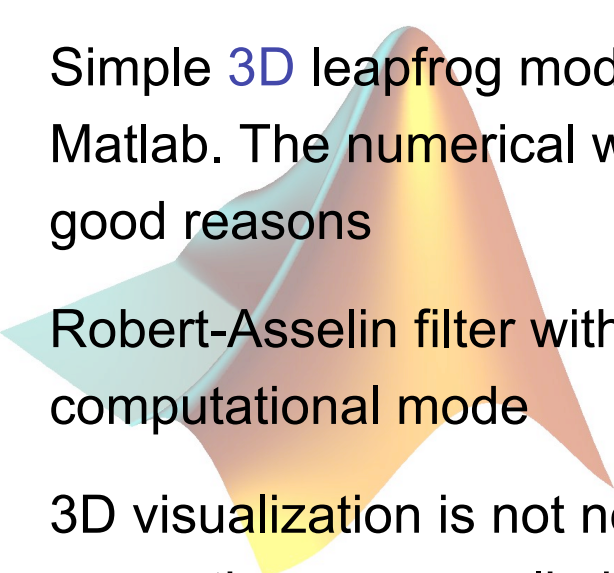 Simple 3D leapfrog mod
Matlab. The numerical w
good reasons
Robert-Asselin filter with
computational mode
3D visualization is not n